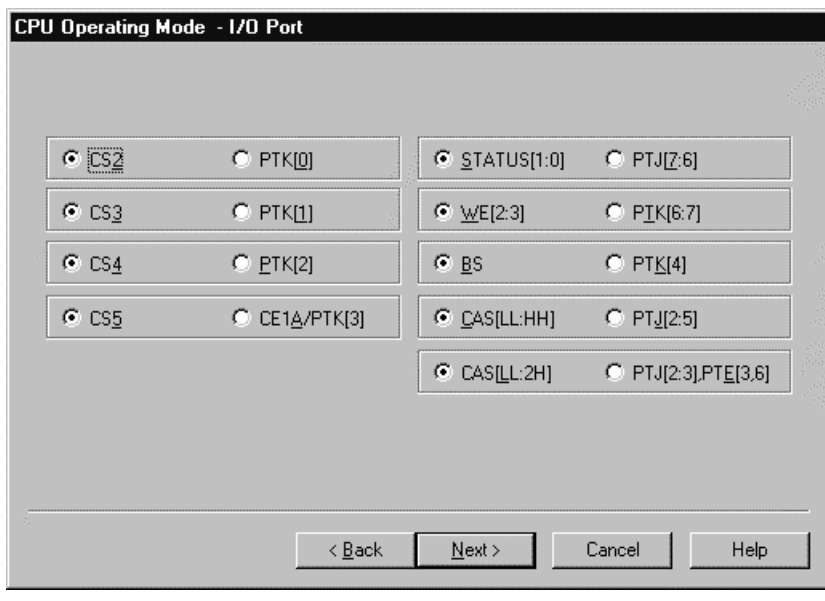 CPU Operating Mode - I/O Port
CS2 PTK[0] STATUS[1:0] PTJ[7:6]
CS3 PTK[1] WE[2:3] PTK[6:7]
CS4 PTK[2] BS PTK[4]
CS5 CE1A/PTK[3] CAS[LL:HH] PTJ[2:5]
CAS[LL:2H] PTJ[2:3],PTE[3,6]
< Back Next > Cancel Help